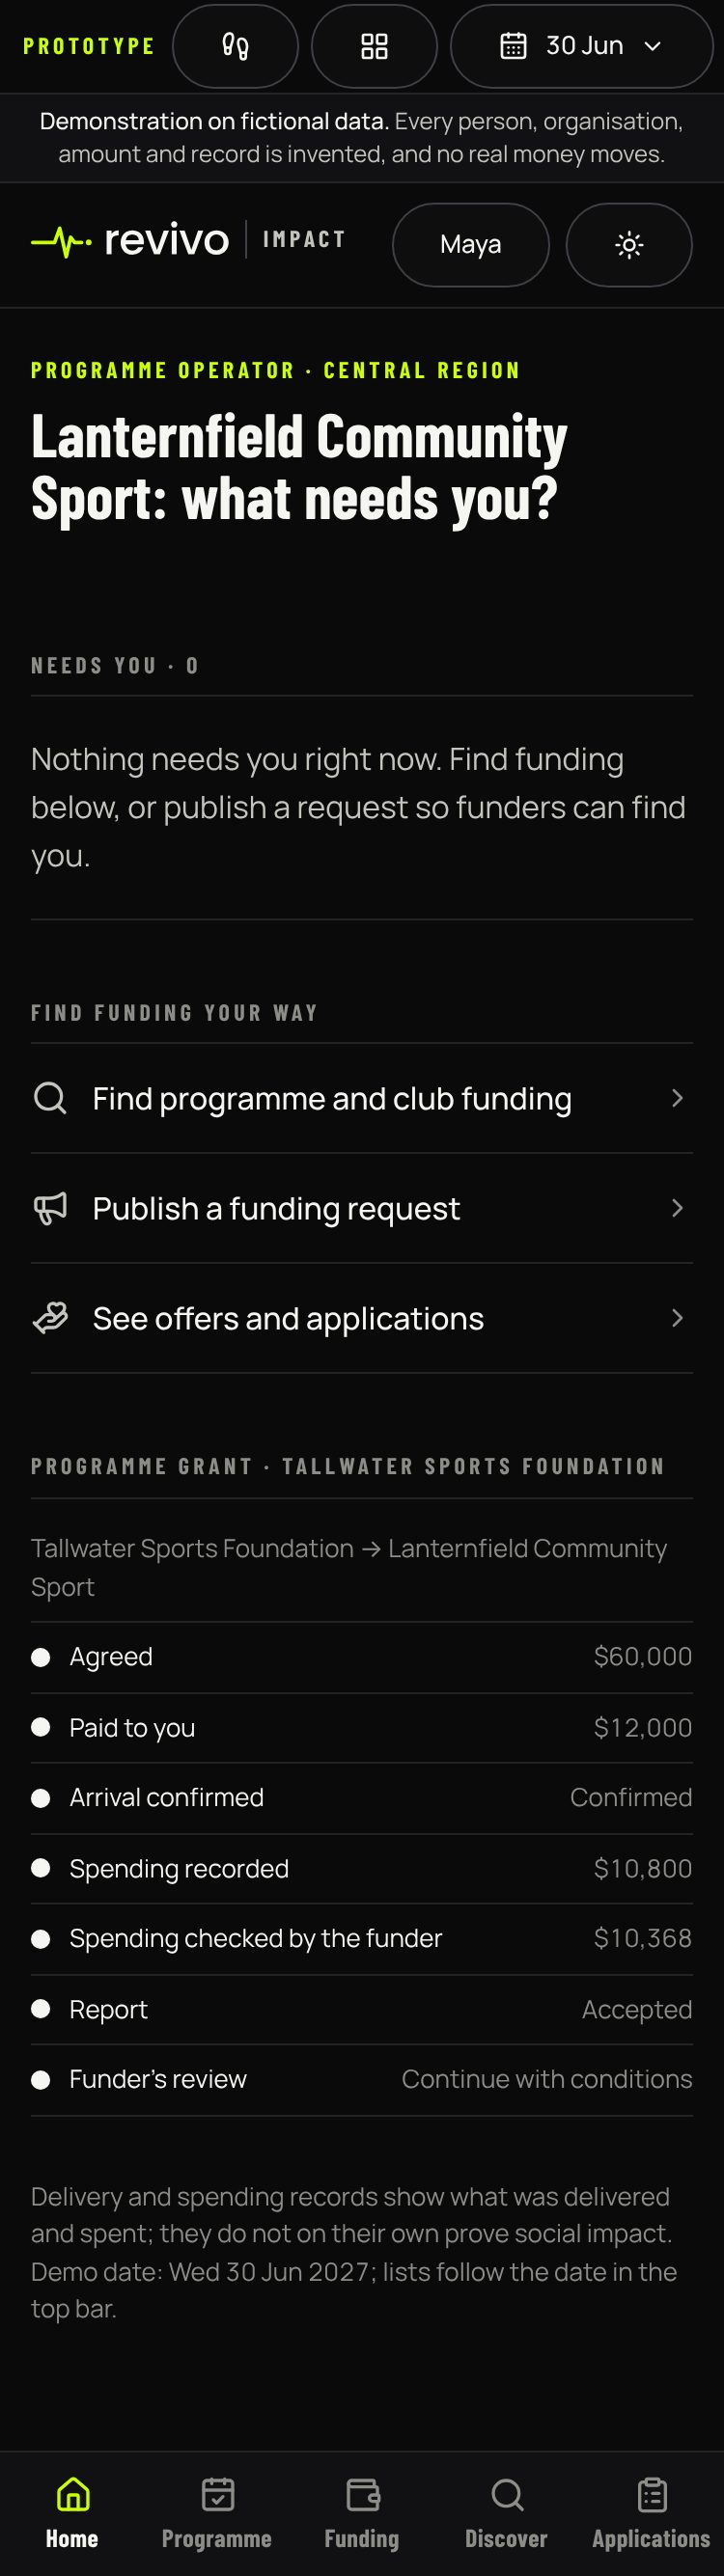 PROTOTYPE
30 Jun
Demonstration on fictional data. Every person, organisation,
amount and record is invented, and no real money moves.
revivo
IMPACT
Maya
PROGRAMME OPERATOR · CENTRAL REGION
Lanternfield Community
Sport: what needs you?
NEEDS YOU · 0
Nothing needs you right now. Find funding
below, or publish a request so funders can find
you.
FIND FUNDING YOUR WAY
Find programme and club funding
Publish a funding request
See offers and applications
PROGRAMME GRANT · TALLWATER SPORTS FOUNDATION
Tallwater Sports Foundation → Lanternfield Community
Sport
Agreed $60,000
Paid to you $12,000
Arrival confirmed Confirmed
Spending recorded $10,800
Spending checked by the funder $10,368
Report Accepted
Funder’s review Continue with conditions
Delivery and spending records show what was delivered
and spent; they do not on their own prove social impact.
Demo date: Wed 30 Jun 2027; lists follow the date in the
top bar.
Home Programme Funding Discover Applications